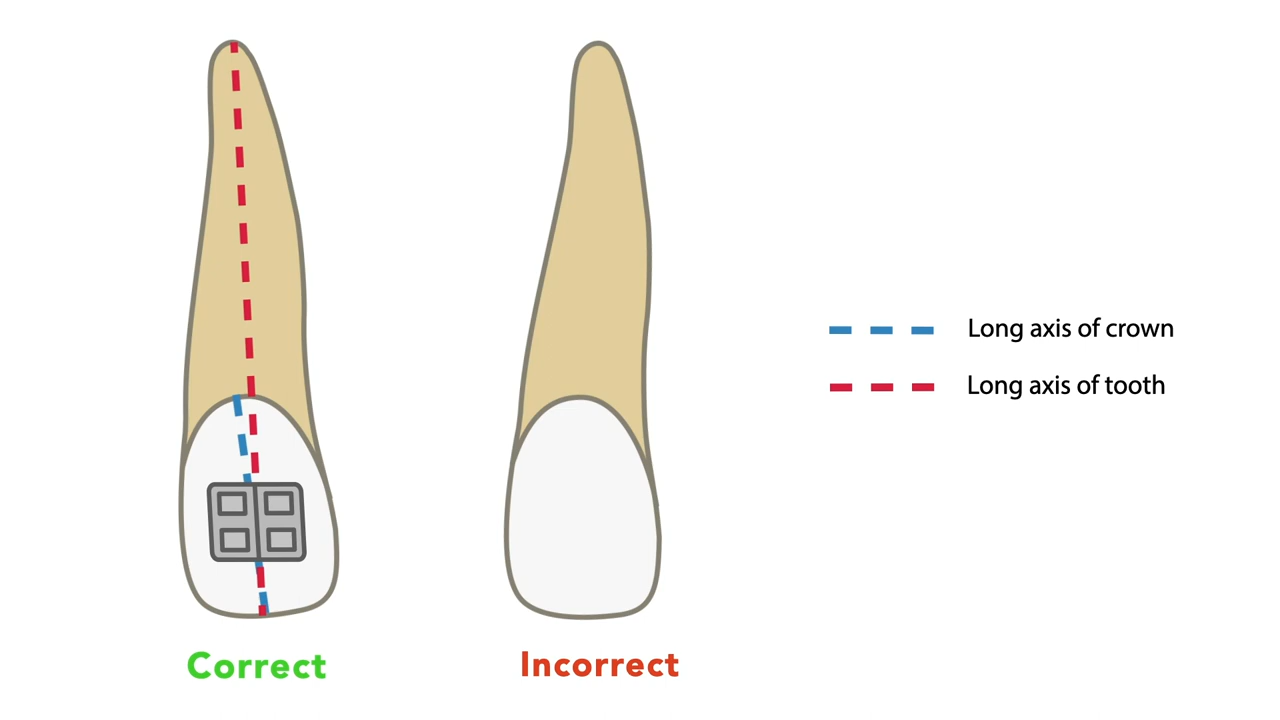 Long axis of crown
Long axis of tooth
Correct
Incorrect